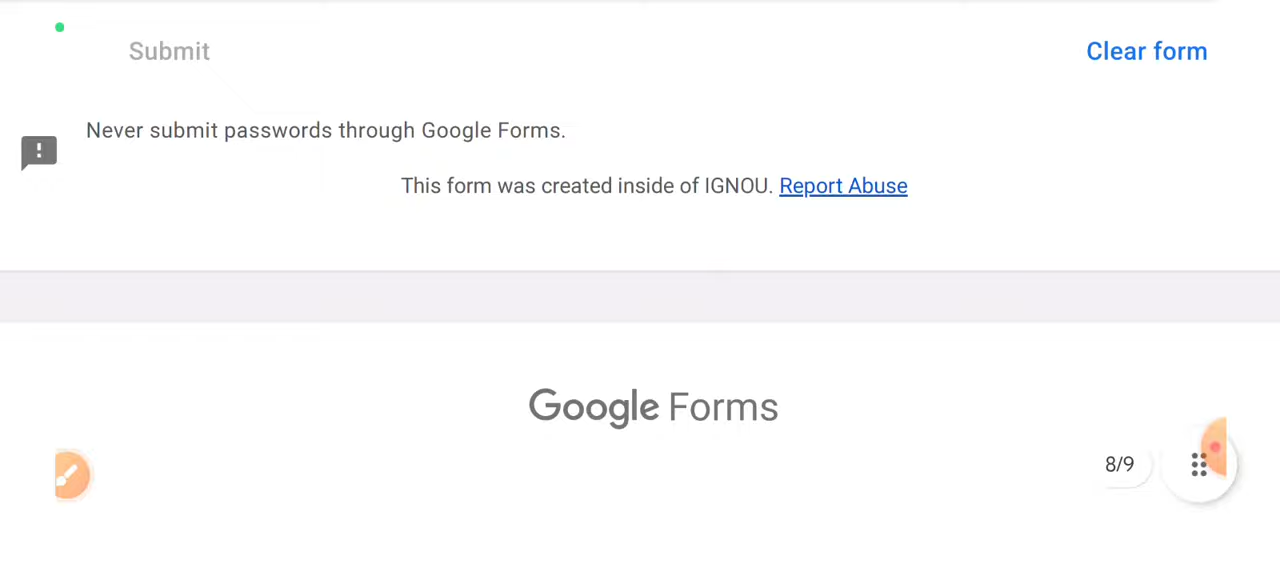 Submit
Clear form
Never submit passwords through Google Forms.
This form was created inside of IGNOU. Report Abuse
Google Forms
8/9